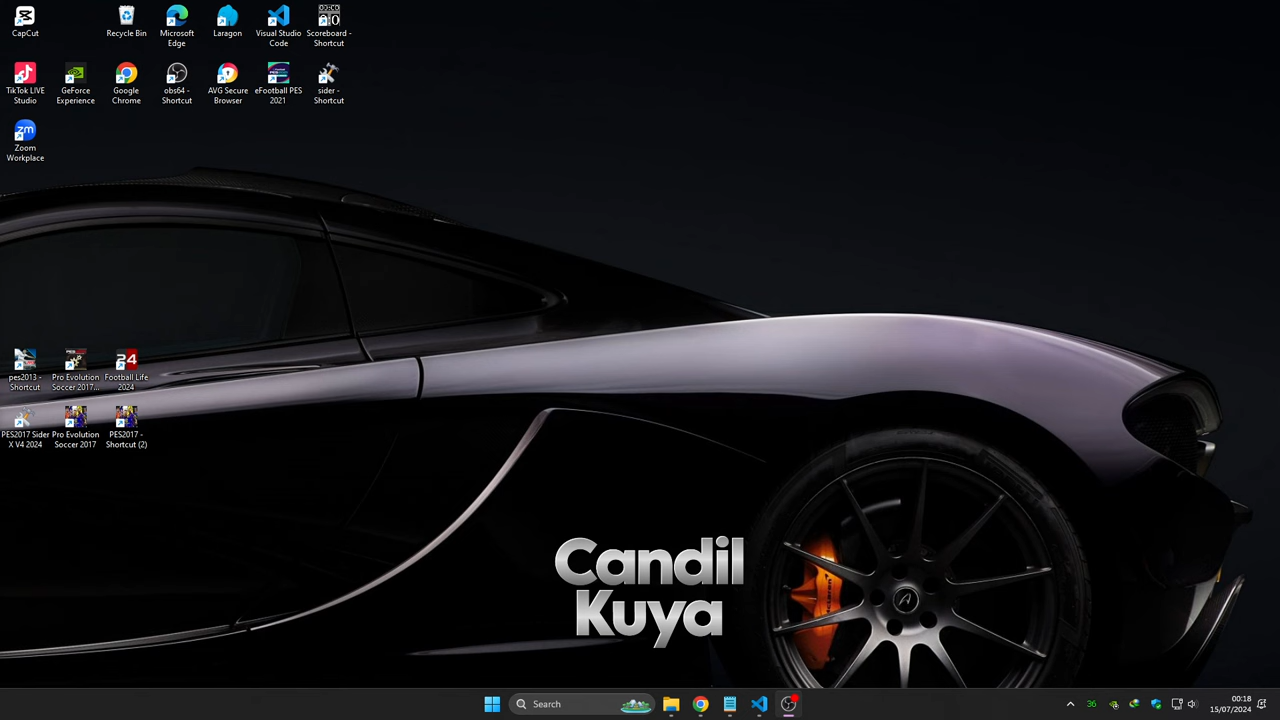 CapCut
Recycle Bin
Microsoft
Edge
Laragon
Visual Studio
Code
Scoreboard -
Shortcut
TikTok LIVE
Studio
GeForce
Experience
Google
Chrome
obs64 -
Shortcut
AVG Secure
Browser
eFootball PES
2021
sider -
Shortcut
zm
Zoom
Workplace
pes2013 -
Shortcut
Pro Evolution
Soccer 2017...
24
Football Life
2024
PES2017 Sider
X V4 2024
Pro Evolution
Soccer 2017
PES2017 -
Shortcut (2)
Candil
Kuya
Search
36
00:18
15/07/2024